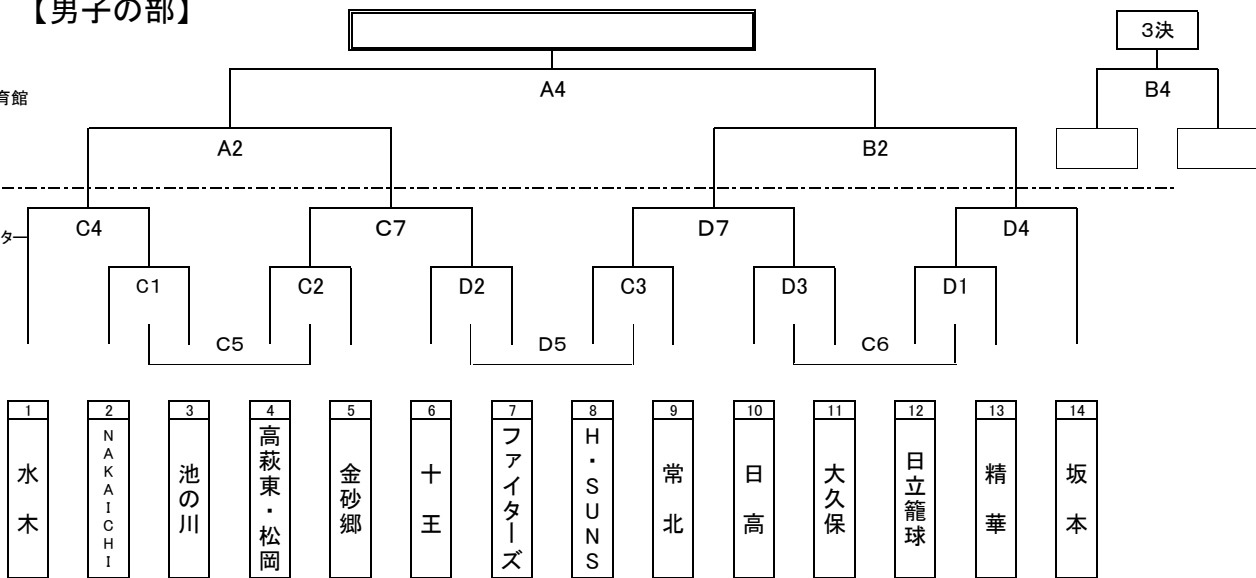 【男子の部】
3決
A4
B4
育館
A2
B2
ター
C4
C7
D7
D4
C1
C2
D2
C3
D3
D1
C5
D5
C6
1
2
3
4
5
6
7
8
9
10
11
12
13
14
水木
NAKAICHI
池の川
高萩東・松岡
金砂郷
十王
ファイターズ
H・SUNS
常北
日高
大久保
日立籠球
精華
坂本